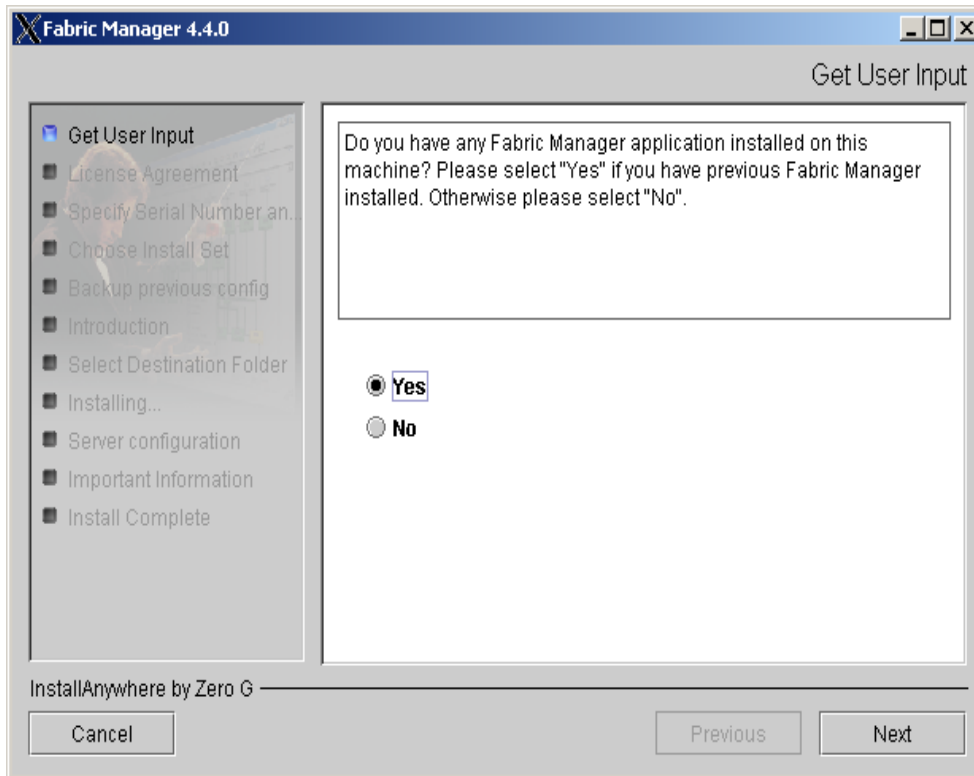 Fabric Manager 4.4.0
Get User Input
Get User Input
License Agreement
Specify Serial Number an...
Choose Install Set
Backup previous config
Introduction
Select Destination Folder
Installing...
Server configuration
Important Information
Install Complete
Do you have any Fabric Manager application installed on this
machine? Please select "Yes" if you have previous Fabric Manager
installed. Otherwise please select "No".
Yes
No
InstallAnywhere by Zero G
Cancel
Previous
Next